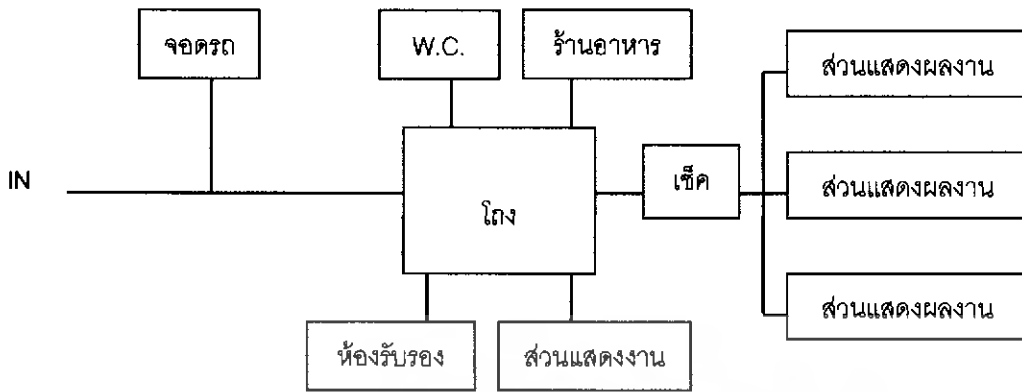 จอดรถ
W.C.
ร้านอาหาร
ส่วนแสดงผลงาน
IN
โถง
เช็ค
ส่วนแสดงผลงาน
ส่วนแสดงผลงาน
ห้องรับรอง
ส่วนแสดงงาน